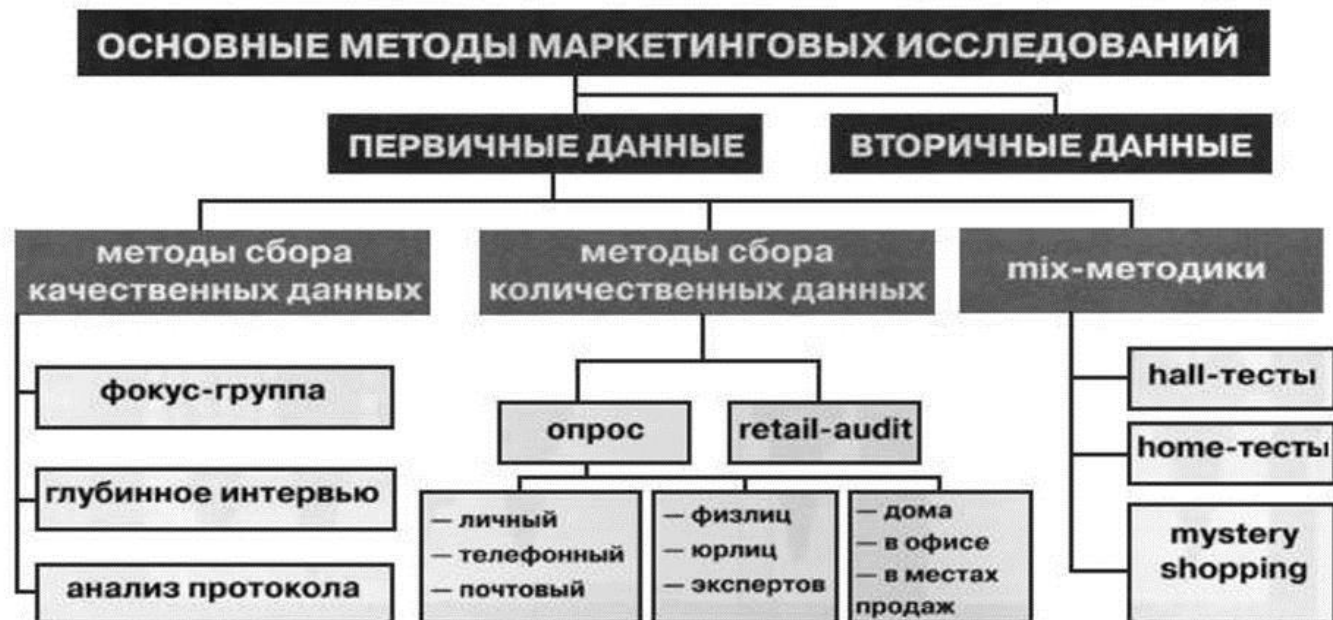 ОСНОВНЫЕ МЕТОДЫ МАРКЕТИНГОВЫХ ИССЛЕДОВАНИЙ
ПЕРВИЧНЫЕ ДАННЫЕ
ВТОРИЧНЫЕ ДАННЫЕ
методы сбора
качественных данных
методы сбора
количественных данных
mix-методики
фокус-группа
глубинное интервью
анализ протокола
опрос
retail-audit
— личный
— телефонный
— почтовый
— физлиц
— юрлиц
— экспертов
— дома
— в офисе
— в местах
продаж
hall-тесты
home-тесты
mystery
shopping